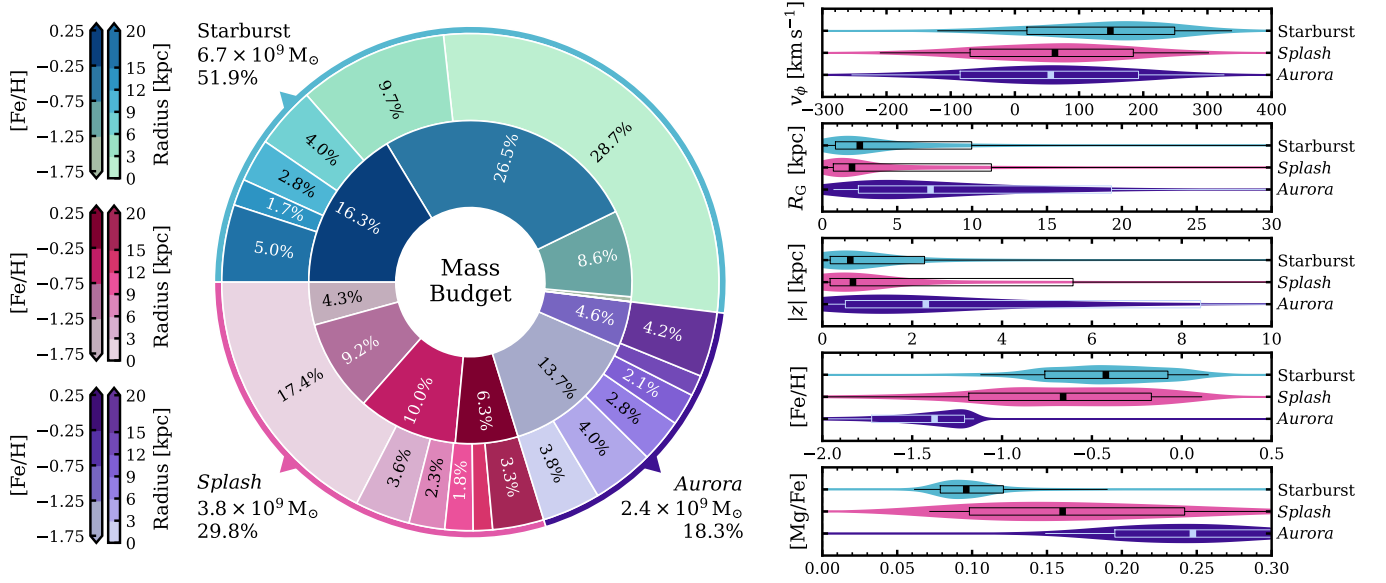 0.25
−0.25
−0.75
−1.25
−1.75
[Fe/H]
20
15
12
9
6
3
0
Radius [kpc]
0.25
−0.25
−0.75
−1.25
−1.75
[Fe/H]
20
15
12
9
6
3
0
Radius [kpc]
0.25
−0.25
−0.75
−1.25
−1.75
[Fe/H]
20
15
12
9
6
3
0
Radius [kpc]
Starburst
6.7 × 10⁹ M⊙
51.9%
9.7%
28.7%
4.0%
2.8%
1.7%
5.0%
16.3%
26.5%
8.6%
Mass
Budget
4.3%
9.2%
10.0%
6.3%
13.7%
4.6%
17.4%
3.6%
2.3%
1.8%
3.3%
3.8%
4.0%
2.8%
2.1%
4.2%
Splash
3.8 × 10⁹ M⊙
29.8%
Aurora
2.4 × 10⁹ M⊙
18.3%
vϕ [km s⁻¹]
Starburst
Splash
Aurora
−300 −200 −100 0 100 200 300 400
RG [kpc]
Starburst
Splash
Aurora
0 5 10 15 20 25 30
|z| [kpc]
Starburst
Splash
Aurora
0 2 4 6 8 10
[Fe/H]
Starburst
Splash
Aurora
−2.0 −1.5 −1.0 −0.5 0.0 0.5
[Mg/Fe]
Starburst
Splash
Aurora
0.00 0.05 0.10 0.15 0.20 0.25 0.30